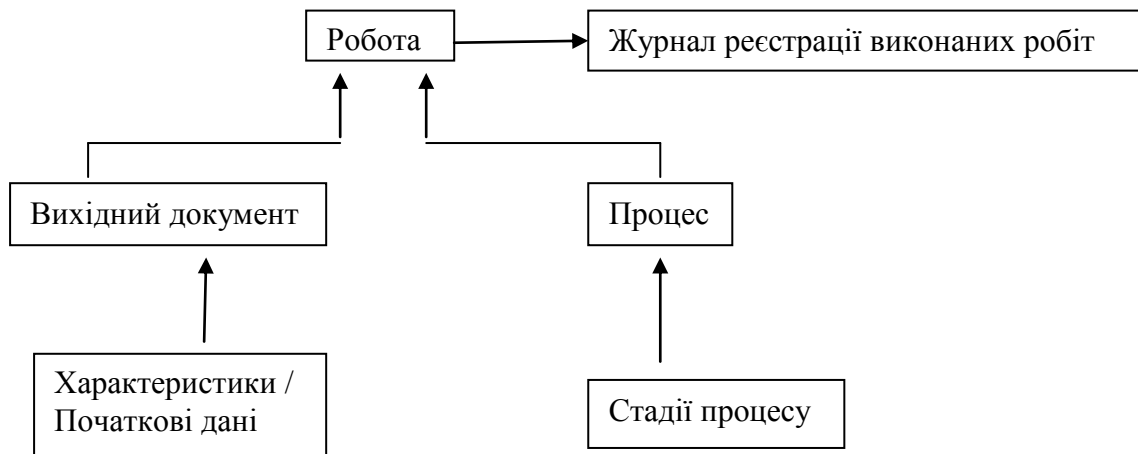 Робота
Журнал реєстрації виконаних робіт
Вихідний документ
Процес
Характеристики /
Початкові дані
Стадії процесу